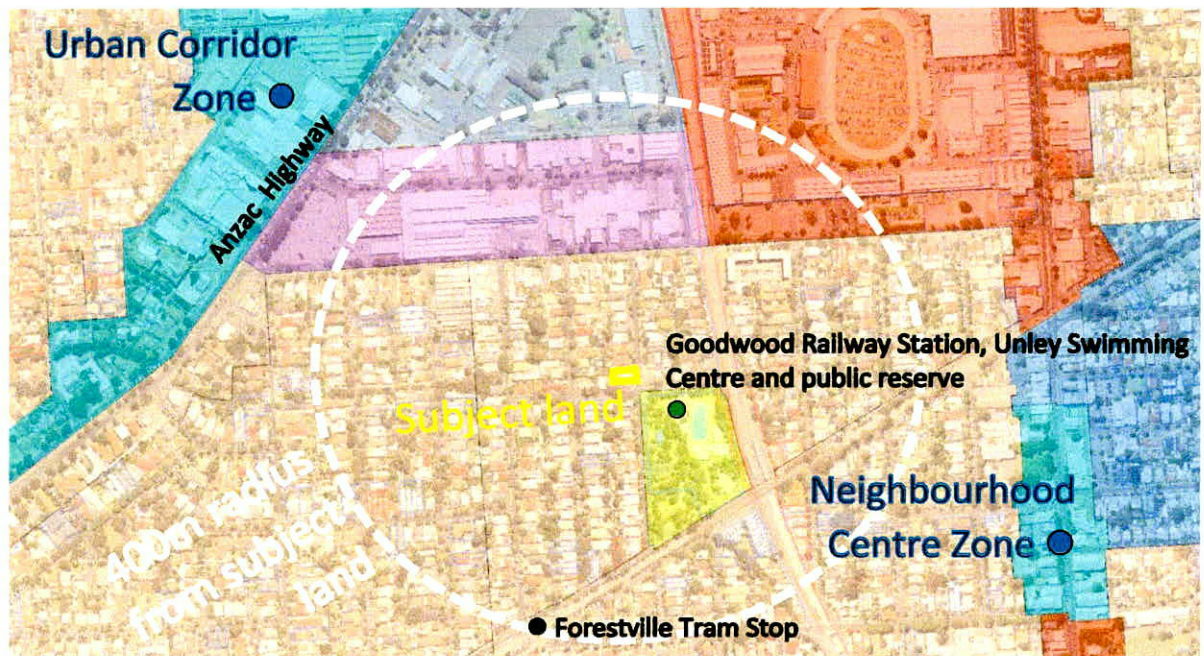 Urban Corridor
Zone
Anzac Highway
Goodwood Railway Station, Unley Swimming
Centre and public reserve
Subject land
400m radius
from subject
land
Neighbourhood
Centre Zone
Forestville Tram Stop